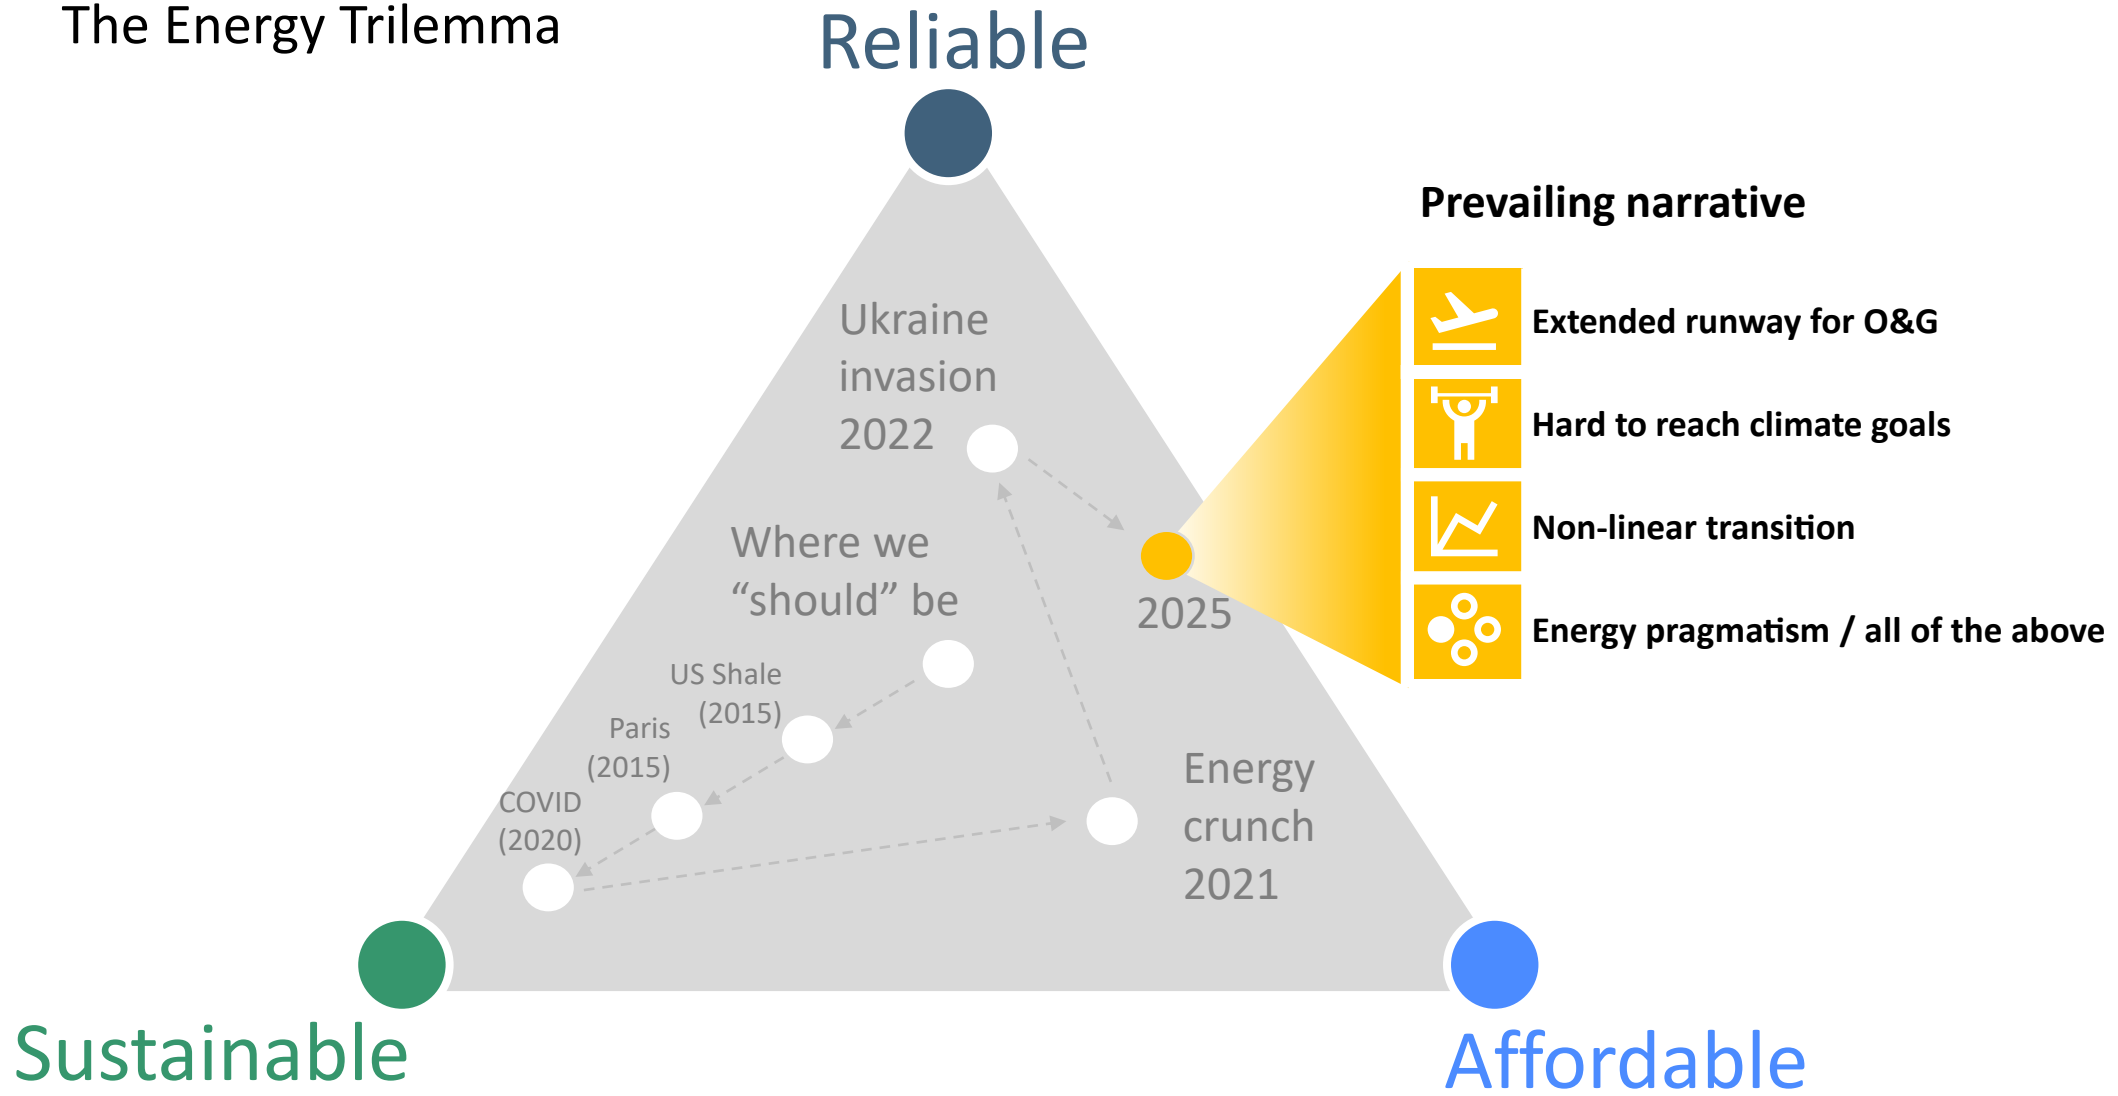 The Energy Trilemma
Reliable
Prevailing narrative
Extended runway for O&G
Hard to reach climate goals
Non-linear transition
Energy pragmatism / all of the above
Ukraine
invasion
2022
Where we
“should” be
2025
US Shale
(2015)
Paris
(2015)
COVID
(2020)
Energy
crunch
2021
Sustainable
Affordable